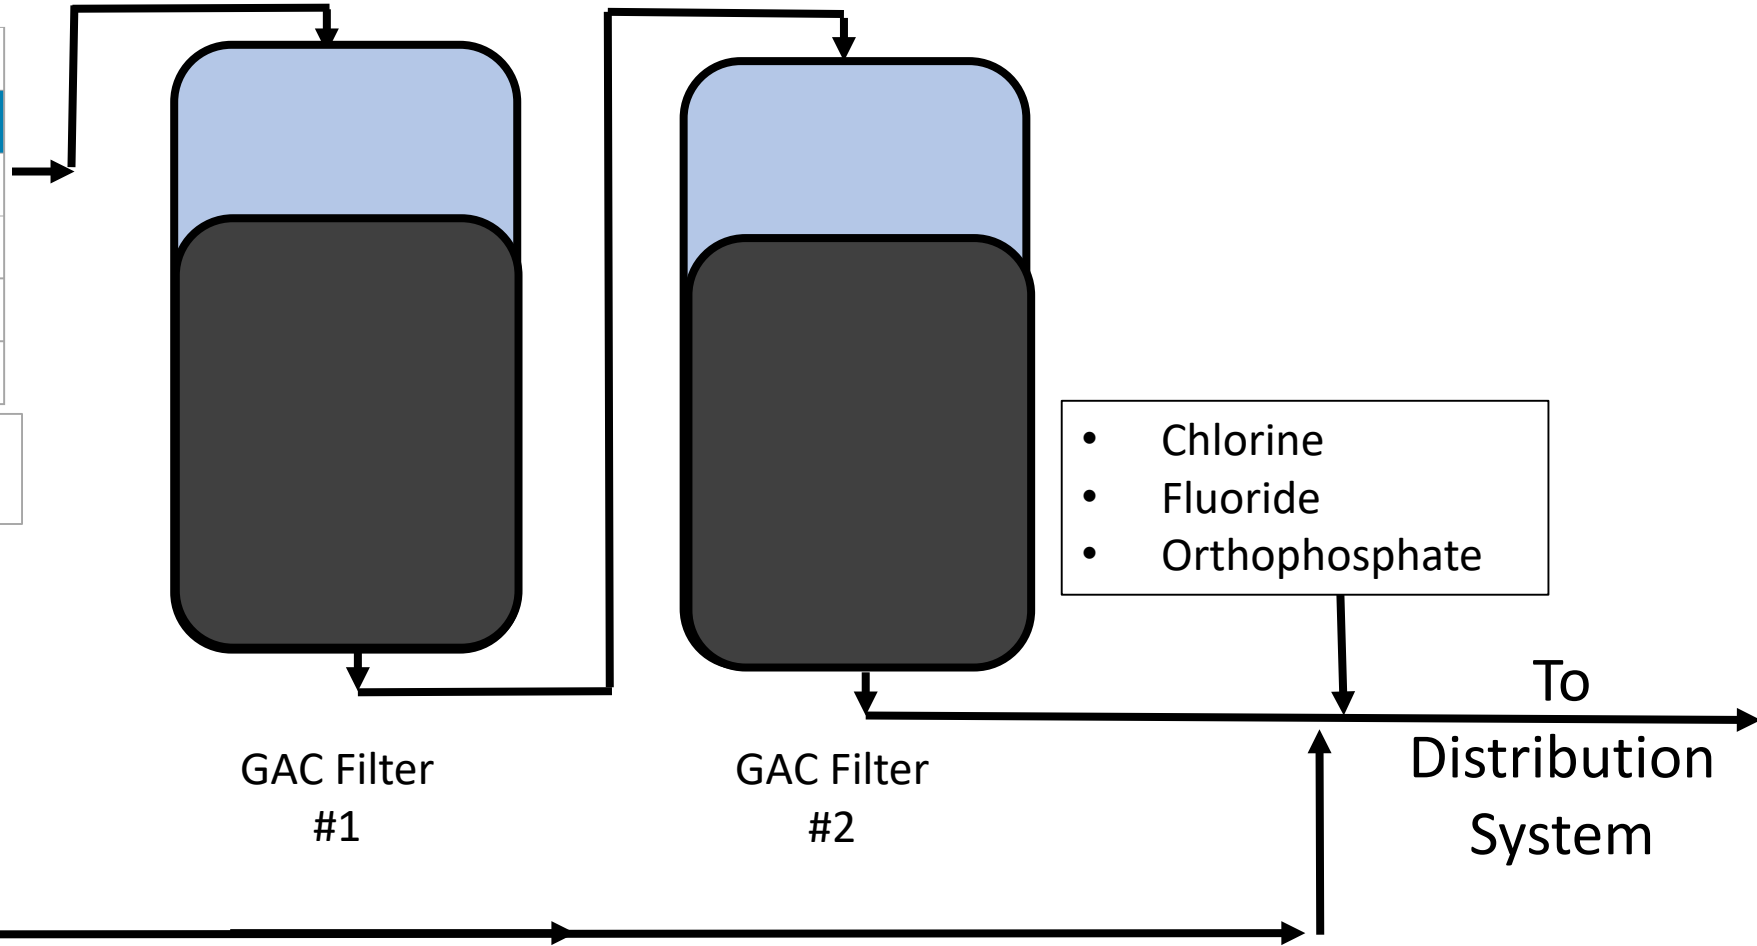 • Chlorine
• Fluoride
• Orthophosphate
To
Distribution
System
GAC Filter
#1
GAC Filter
#2